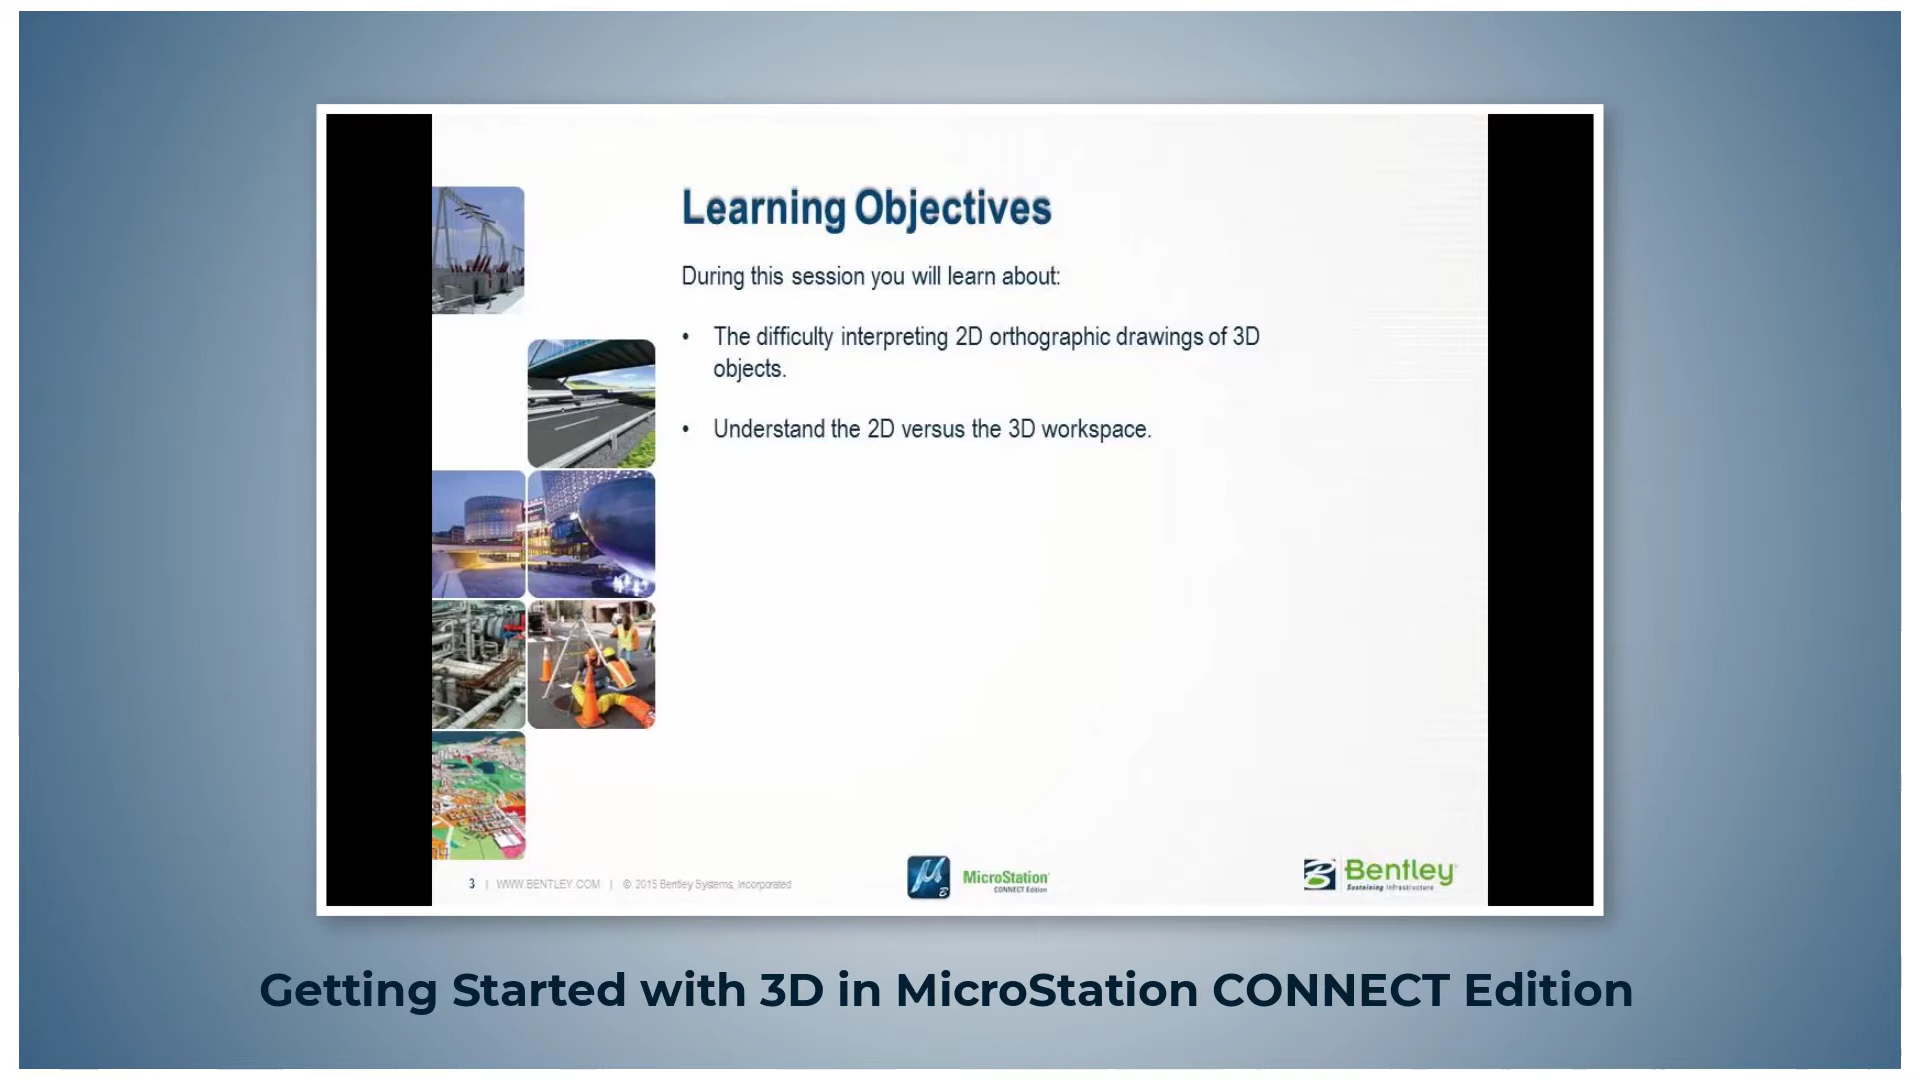 Learning Objectives
During this session you will learn about:
• The difficulty interpreting 2D orthographic drawings of 3D
objects.
• Understand the 2D versus the 3D workspace.
3 | WWW.BENTLEY.COM | © 2015 Bentley Systems, Incorporated
μ B
MicroStation
CONNECT Edition
B Bentley
Sustaining Infrastructure
Getting Started with 3D in MicroStation CONNECT Edition